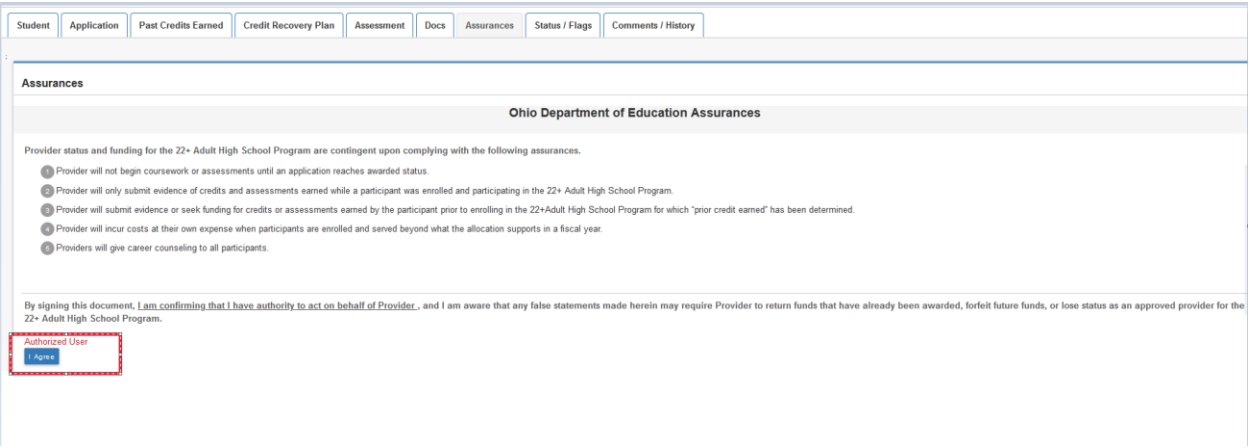 Student Application Past Credits Earned Credit Recovery Plan Assessment Docs Assurances Status / Flags Comments / History
Assurances
Ohio Department of Education Assurances
Provider status and funding for the 22+ Adult High School Program are contingent upon complying with the following assurances.
1 Provider will not begin coursework or assessments until an application reaches awarded status.
2 Provider will only submit evidence of credits and assessments earned while a participant was enrolled and participating in the 22+ Adult High School Program.
3 Provider will submit evidence or seek funding for credits or assessments earned by the participant prior to enrolling in the 22+Adult High School Program for which "prior credit earned" has been determined.
4 Provider will incur costs at their own expense when participants are enrolled and served beyond what the allocation supports in a fiscal year.
5 Providers will give career counseling to all participants.
By signing this document, I am confirming that I have authority to act on behalf of Provider , and I am aware that any false statements made herein may require Provider to return funds that have already been awarded, forfeit future funds, or lose status as an approved provider for the
22+ Adult High School Program.
Authorized User
I Agree